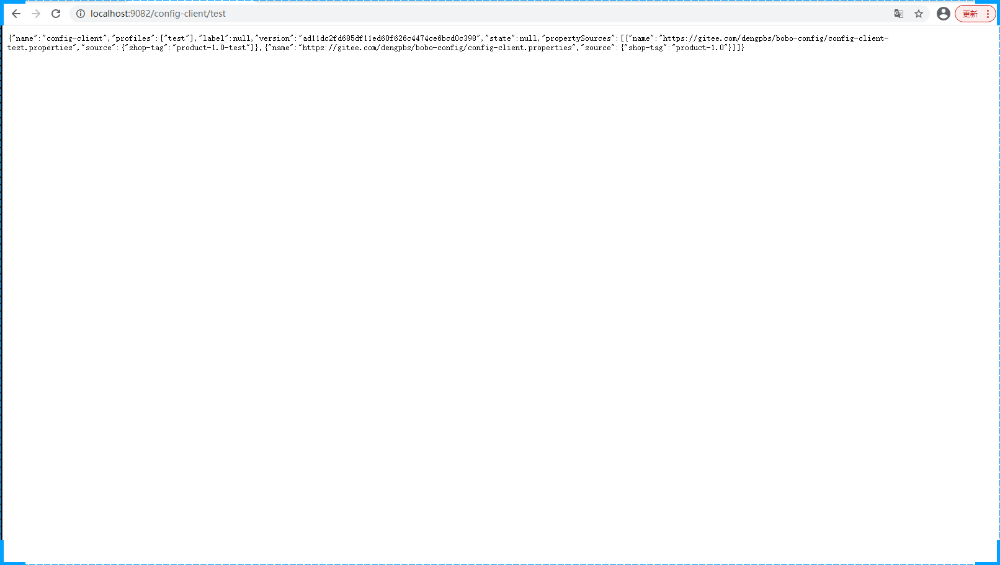 localhost:9082/config-client/test
更新
{"name":"config-client","profiles":["test"],"label":null,"version":"ad11dc2fd685df11ed60f626c4474ce6bcd0c398","state":null,"propertySources":[{"name":"https://gitee.com/dengpbs/bobo-config/config-client-
test.properties","source":{"shop-tag":"product-1.0-test"}},{"name":"https://gitee.com/dengpbs/bobo-config/config-client.properties","source":{"shop-tag":"product-1.0"}}]}